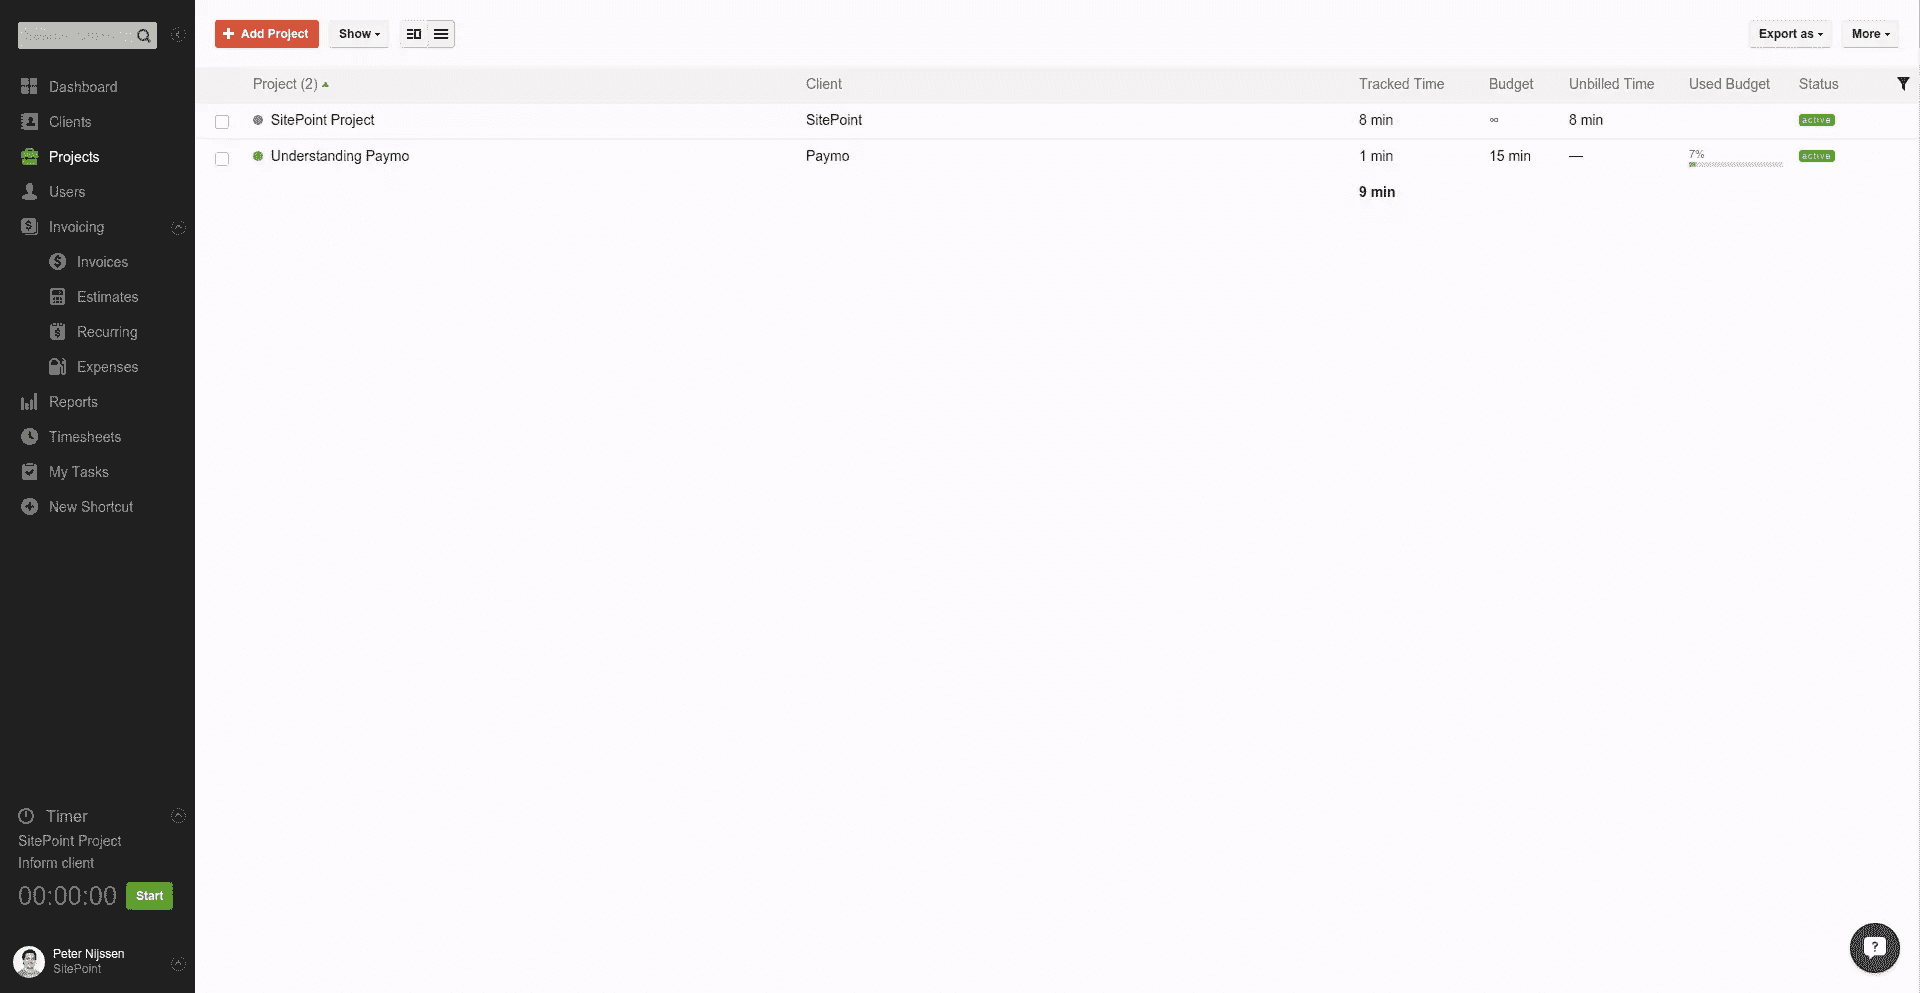 Add Project
Show
Export as
More
Dashboard
Clients
Projects
Users
Invoicing
Invoices
Estimates
Recurring
Expenses
Reports
Timesheets
My Tasks
New Shortcut
Project (2) Client Tracked Time Budget Unbilled Time Used Budget Status
SitePoint Project SitePoint 8 min ∞ 8 min active
Understanding Paymo Paymo 1 min 15 min — 7% active
9 min
Timer
SitePoint Project
Inform client
00:00:00 Start
Peter Nijssen
SitePoint
?